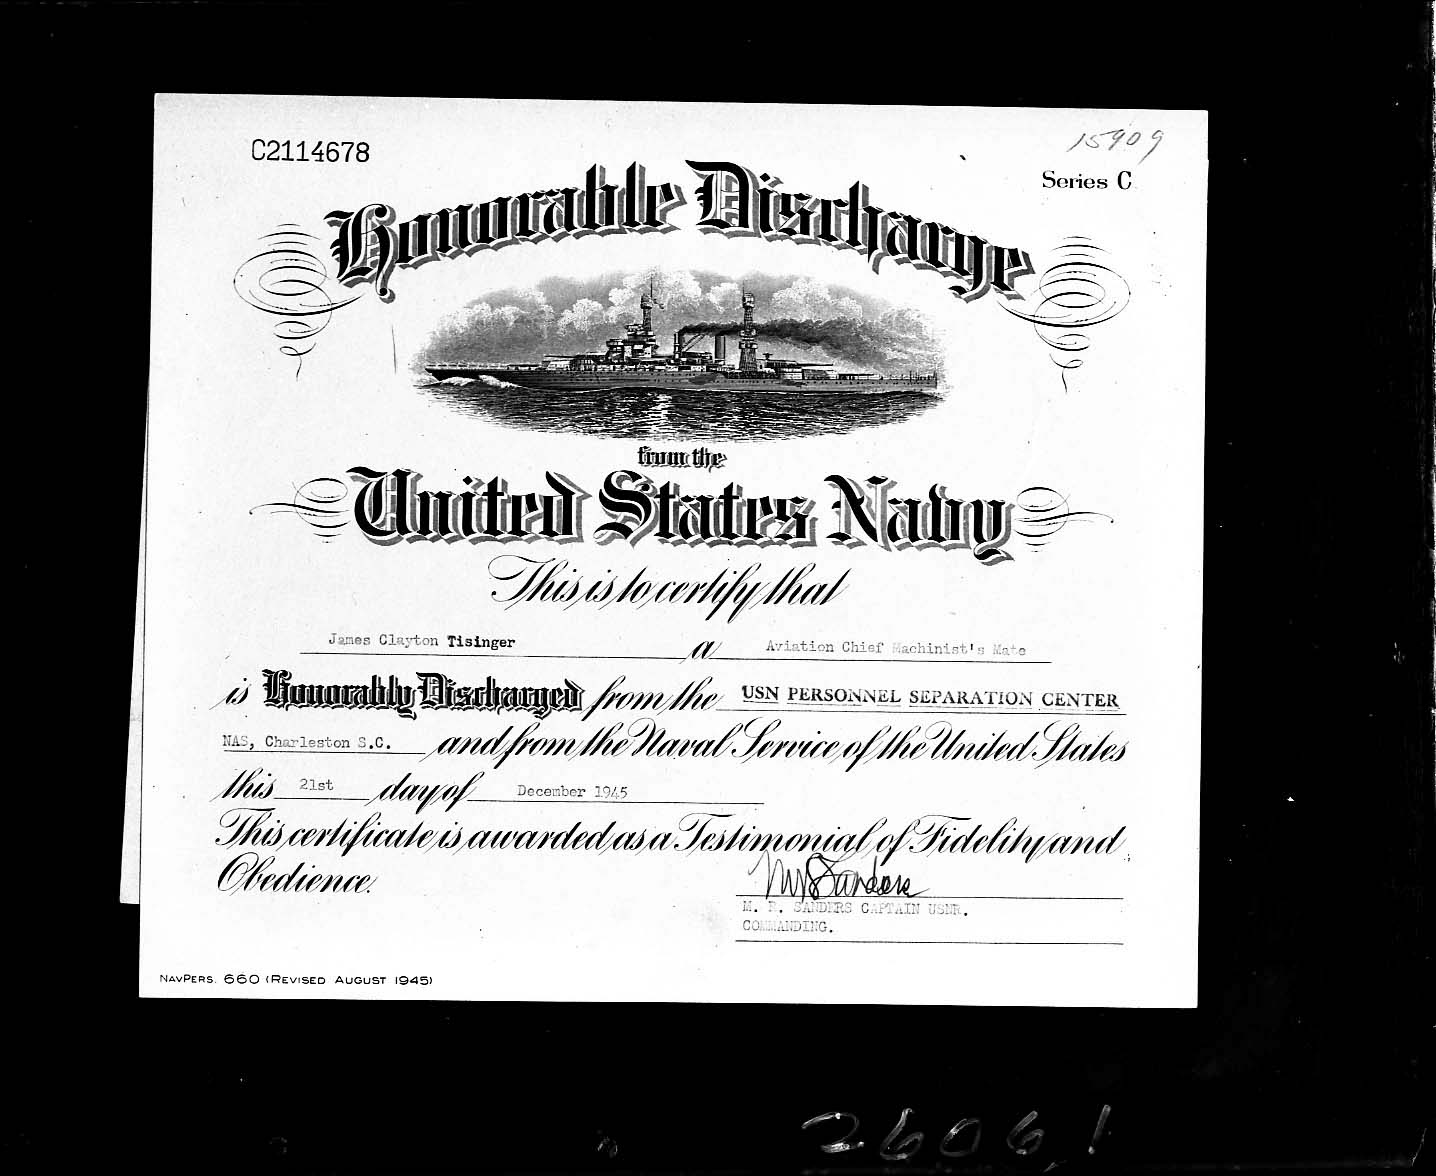 C2114678
15909
Series C
Honorable Discharge
from the
United States Navy
This is to certify that
James Clayton Tisinger a Aviation Chief Machinist's Mate
is Honorably Discharged from the USN PERSONNEL SEPARATION CENTER
NAS, Charleston S.C. and from the Naval Service of the United States
this 21st day of December 1945
This certificate is awarded as a Testimonial of Fidelity and
Obedience.
M. R. SANDERS CAPTAIN USNR.
COMMANDING.
NAVPERS. 660 (REVISED AUGUST 1945)
26061